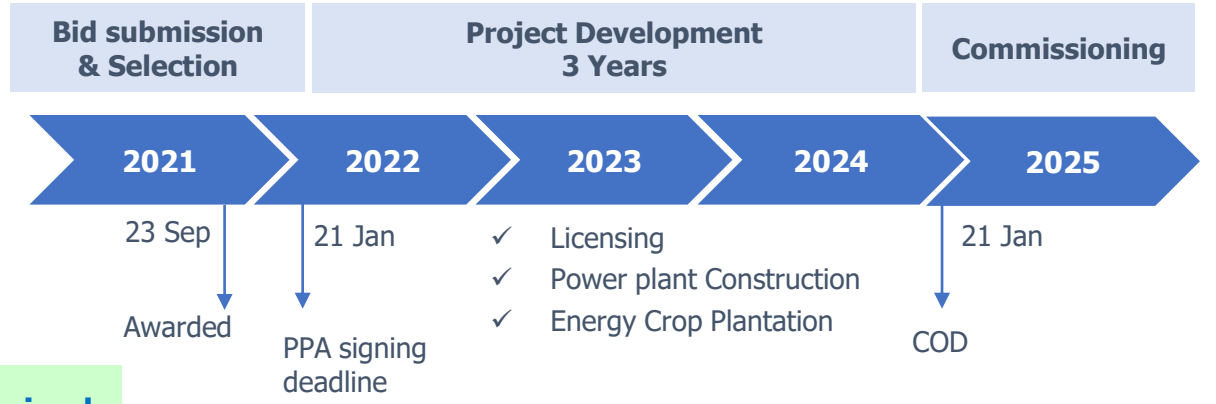 Bid submission
& Selection
Project Development
3 Years
Commissioning
2021
2022
2023
2024
2025
23 Sep
21 Jan
✓ Licensing
✓ Power plant Construction
✓ Energy Crop Plantation
21 Jan
Awarded
PPA signing
deadline
COD